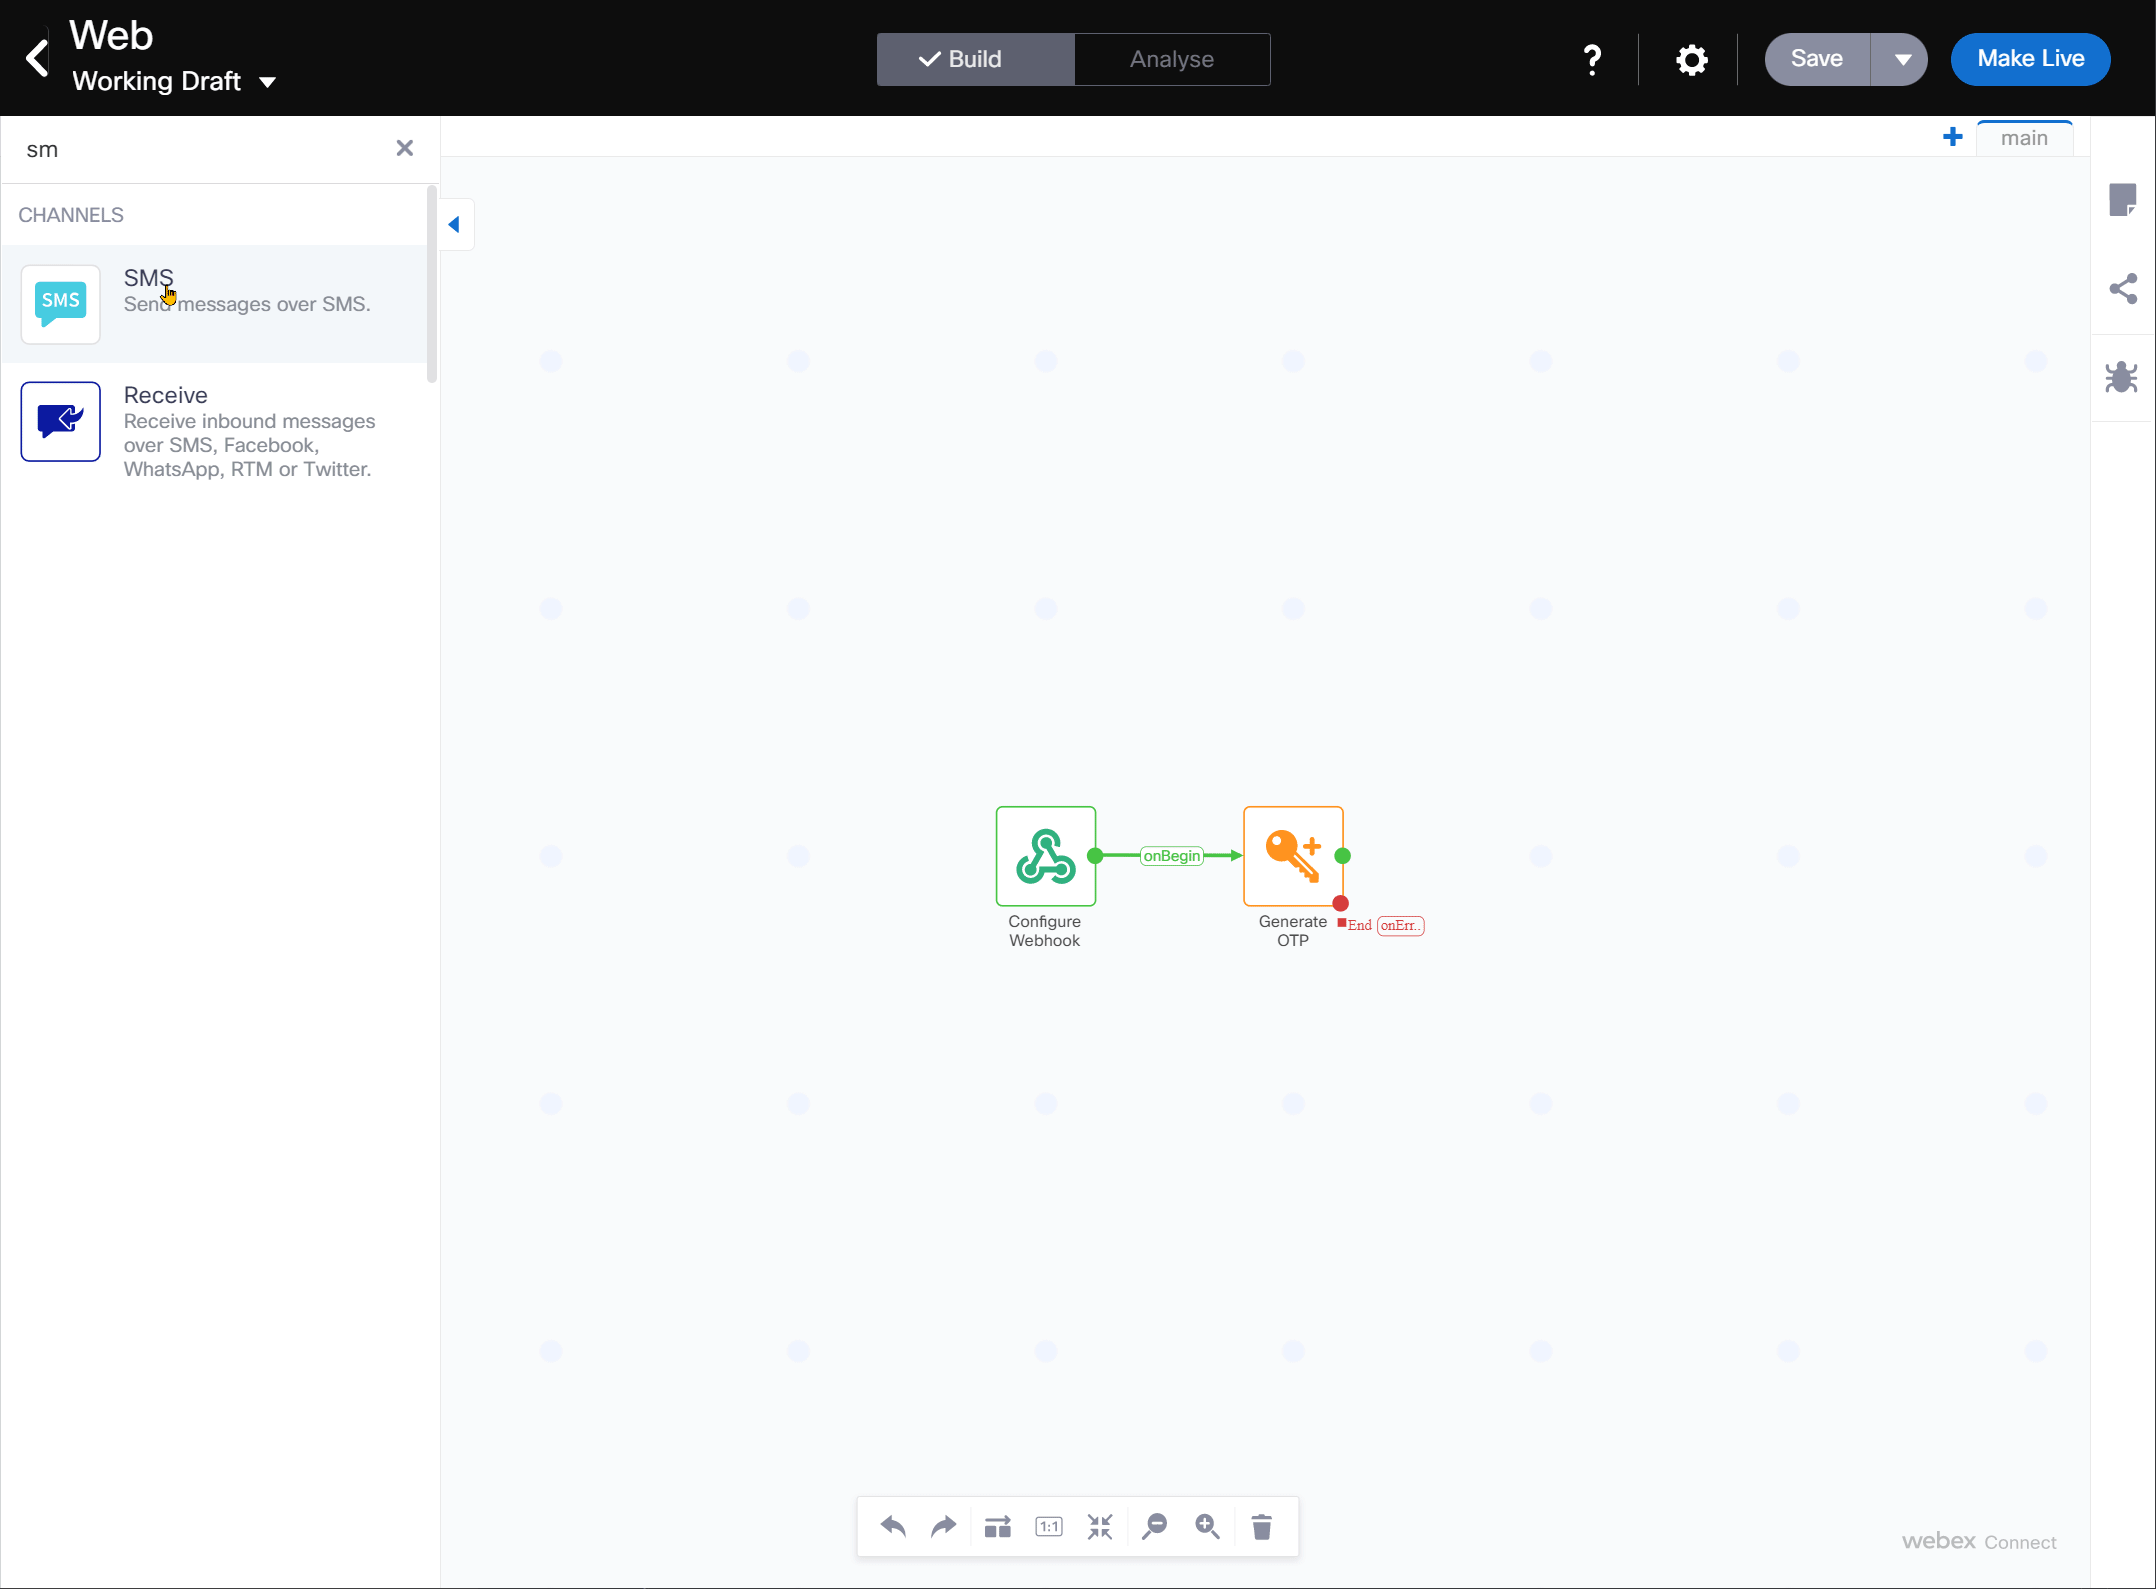 Web
Working Draft
Build
Analyse
?
Save
Make Live
sm
main
CHANNELS
SMS
SMS
Send messages over SMS.
Receive
Receive inbound messages
over SMS, Facebook,
WhatsApp, RTM or Twitter.
onBegin
Configure
Webhook
Generate
OTP
End
onErr..
1:1
webex Connect